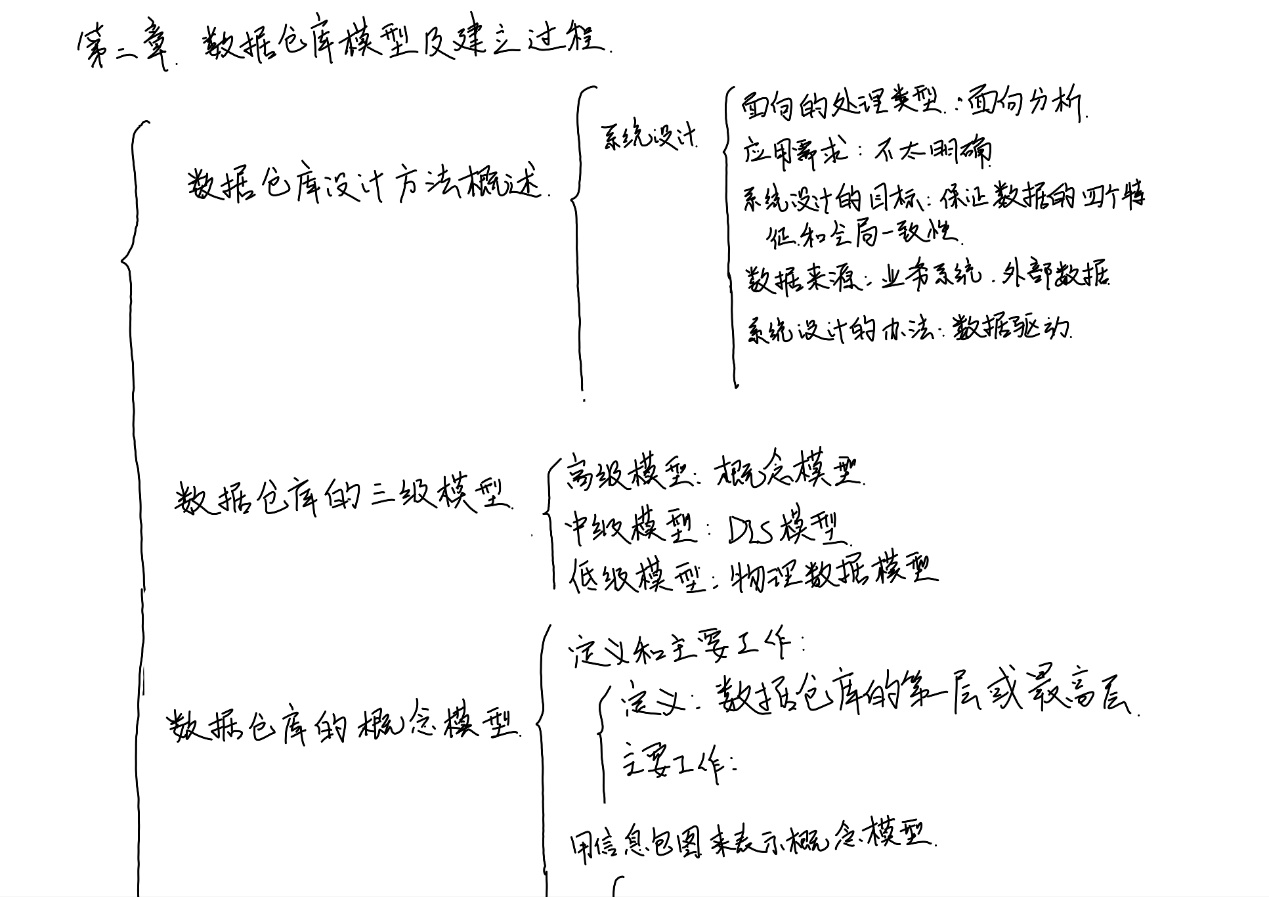 第二章. 数据仓库模型及建立过程.
数据仓库设计方法概述.
系统设计
面向的处理类型：面向分析.
应用需求：不太明确
系统设计的目标：保证数据的四个特
征.和全局一致性.
数据来源：业务系统.外部数据
系统设计的办法：数据驱动.
数据仓库的三级模型.
高级模型：概念模型.
中级模型：DLS模型.
低级模型：物理数据模型
数据仓库的概念模型.
定义和主要工作：
定义：数据仓库的第一层或最高层.
主要工作：
用信息包图来表示概念模型.